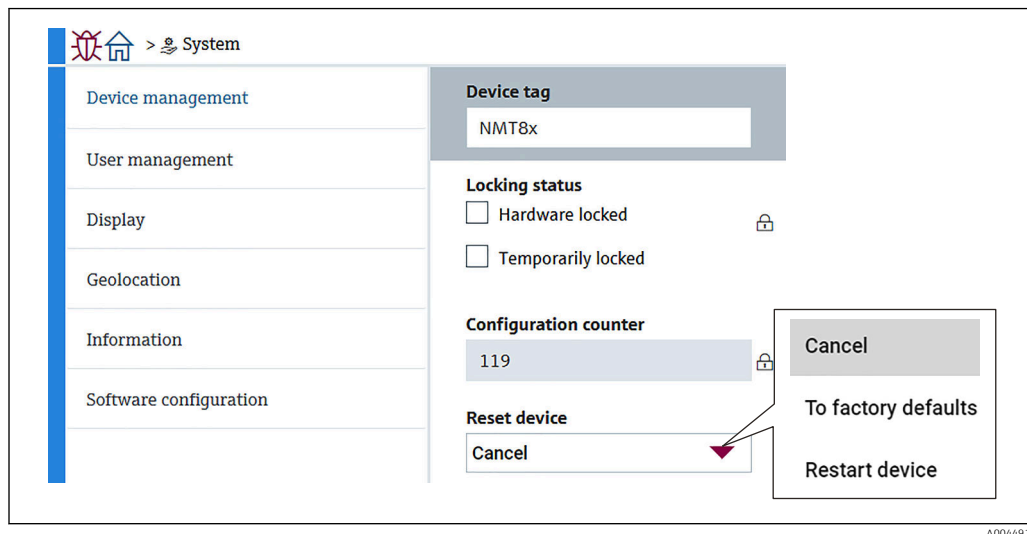 > System
Device management
User management
Display
Geolocation
Information
Software configuration
Device tag
NMT8x
Locking status
Hardware locked
Temporarily locked
Configuration counter
119
Reset device
Cancel
Cancel
To factory defaults
Restart device